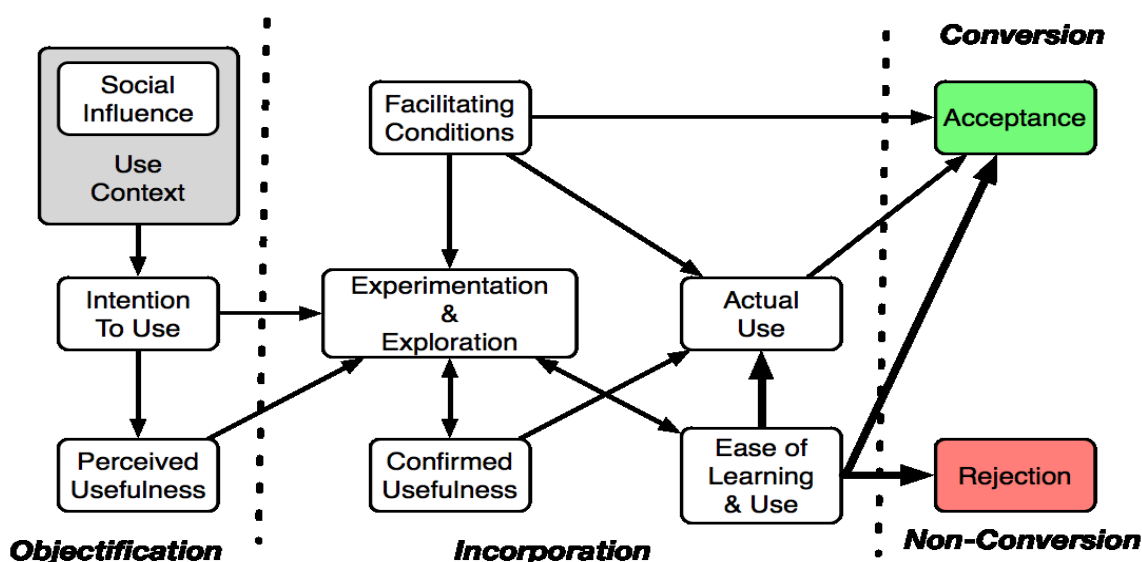 Conversion
Social
Influence
Use
Context
Facilitating
Conditions
Acceptance
Intention
To Use
Experimentation
&
Exploration
Actual
Use
Perceived
Usefulness
Confirmed
Usefulness
Ease of
Learning
& Use
Rejection
Objectification
Incorporation
Non-Conversion